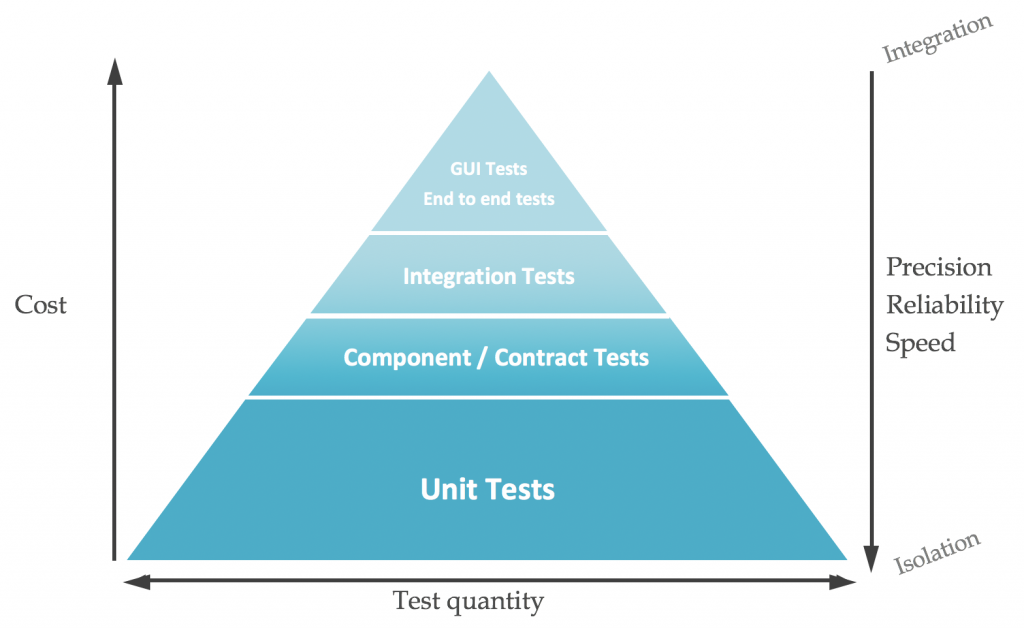 Integration
GUI Tests
End to end tests
Integration Tests
Precision
Reliability
Speed
Cost
Component / Contract Tests
Unit Tests
Isolation
Test quantity